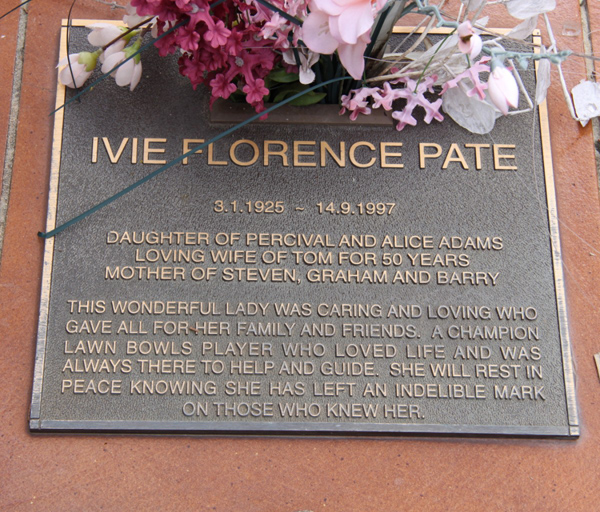 IVIE FLORENCE PATE
3.1.1925 ~ 14.9.1997
DAUGHTER OF PERCIVAL AND ALICE ADAMS
LOVING WIFE OF TOM FOR 50 YEARS
MOTHER OF STEVEN, GRAHAM AND BARRY
THIS WONDERFUL LADY WAS CARING AND LOVING WHO
GAVE ALL FOR HER FAMILY AND FRIENDS. A CHAMPION
LAWN BOWLS PLAYER WHO LOVED LIFE AND WAS
ALWAYS THERE TO HELP AND GUIDE. SHE WILL REST IN
PEACE KNOWING SHE HAS LEFT AN INDELIBLE MARK
ON THOSE WHO KNEW HER.